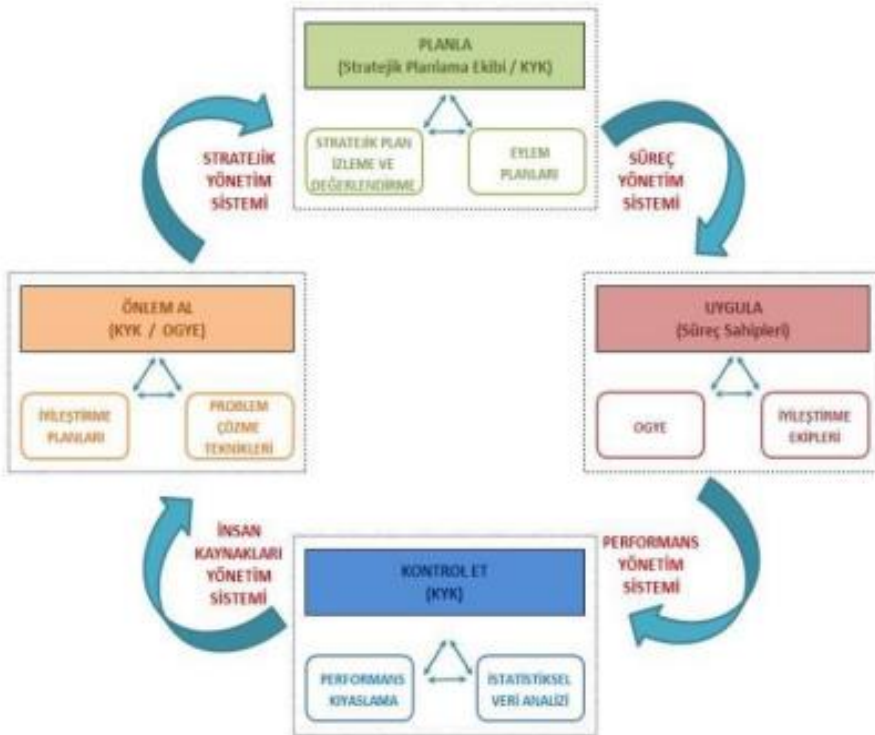 PLANLA
(Stratejik Planlama Ekibi / KYK)
STRATEJİK PLAN
İZLEME VE
DEĞERLENDİRME
EYLEM
PLANLARI
STRATEJİK
YÖNETİM
SİSTEMİ
SÜREÇ
YÖNETİM
SİSTEMİ
ÖNLEM AL
(KYK / OGYE)
İYİLEŞTİRME
PLANLARI
PROBLEM
ÇÖZME
TEKNİKLERİ
UYGULA
(Süreç Sahipleri)
OGYE
İYİLEŞTİRME
EKİPLERİ
İNSAN
KAYNAKLARI
YÖNETİM
SİSTEMİ
PERFORMANS
YÖNETİM
SİSTEMİ
KONTROL ET
(KYK)
PERFORMANS
KIYASLAMA
İSTATİSTİKSEL
VERİ ANALİZİ